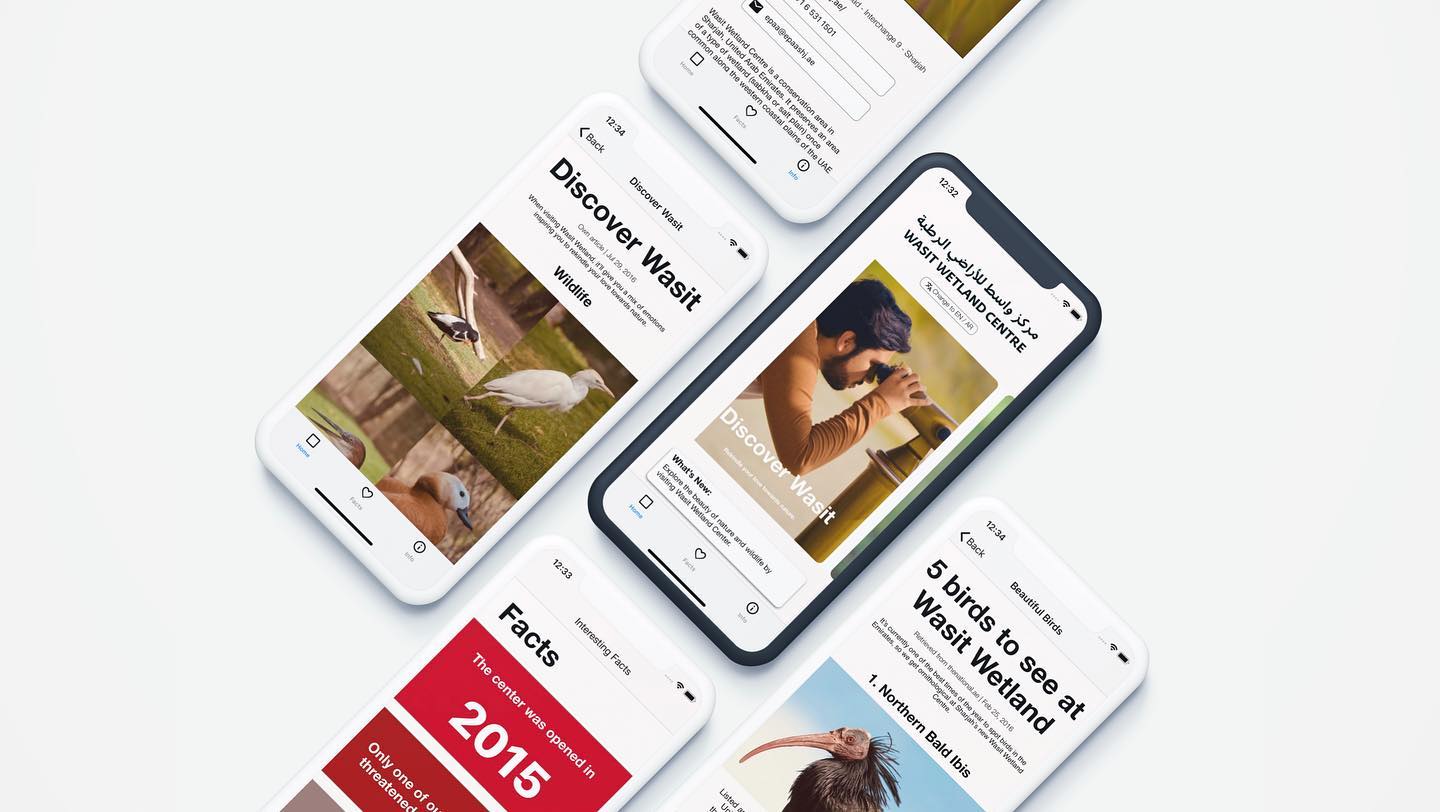 aid - Interchange 9 - Sharjah
.ae/
01 6 531 1501
epaa@epaashj.ae
Wasit Wetland Centre is a conservation area in
Sharjah, United Arab Emirates. It preserves an area
of a type of wetland (sabkha or salt plain) once
common along the western coastal plains of the UAE
Home
Facts
Info
12:34
Back
Discover Wasit
Discover Wasit
Own article | Jul 29, 2016
When visiting Wasit Wetland, it's give you a mix of emotions
inspiring you to rekindle your love towards nature.
Wildlife
Home
Facts
Info
12:32
مركز واسط للأراضي الرطبة
WASIT WETLAND CENTRE
Change to EN / AR
Discover Wasit
Rekindle your love towards nature.
What's New:
Explore the beauty of nature and wildlife by
visiting Wasit Wetland Center.
Home
Facts
Info
12:33
Interesting Facts
Facts
The center was opened in
2015
Only one of ou
threatened
12:34
Back
Beautiful Birds
5 birds to see at
Wasit Wetland
Retrieved from thenational.ae | Feb 25, 2016
It's currently one of the best times of the year to spot birds in the
Emirates, so we get ornithological at Sharjah's new Wasit Wetland
Centre.
1. Northern Bald Ibis
Listed a
Unit
th